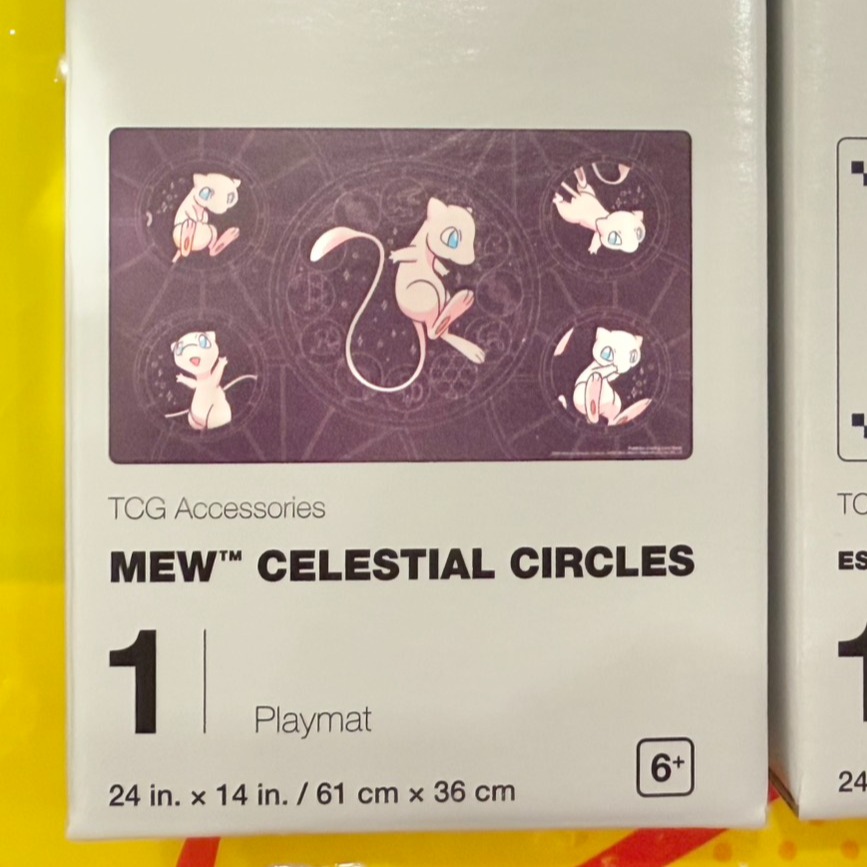 TCG Accessories
MEW™ CELESTIAL CIRCLES
1
Playmat
6+
24 in. × 14 in. / 61 cm × 36 cm
TC
ES
1
24